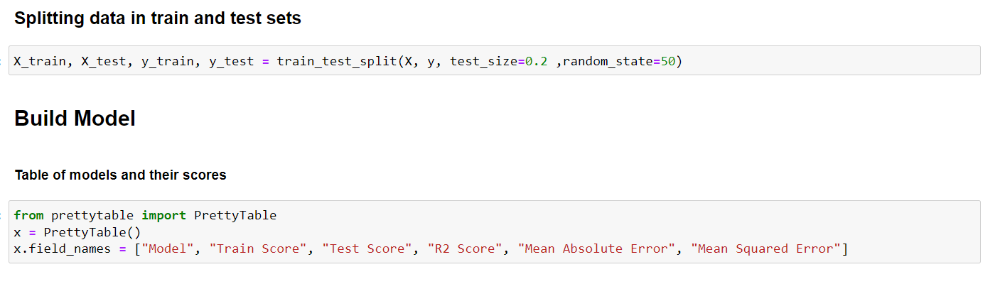 Splitting data in train and test sets
X_train, X_test, y_train, y_test = train_test_split(X, y, test_size=0.2 ,random_state=50)
Build Model
Table of models and their scores
from prettytable import PrettyTable
x = PrettyTable()
x.field_names = ["Model", "Train Score", "Test Score", "R2 Score", "Mean Absolute Error", "Mean Squared Error"]